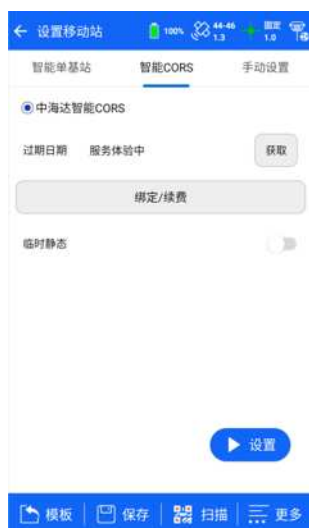 设置移动站 100% 44-46 固定
1.3 1.0
智能单基站 智能CORS 手动设置
中海达智能CORS
过期日期 服务体验中 获取
绑定/续费
临时静态
设置
模板 保存 扫描 更多